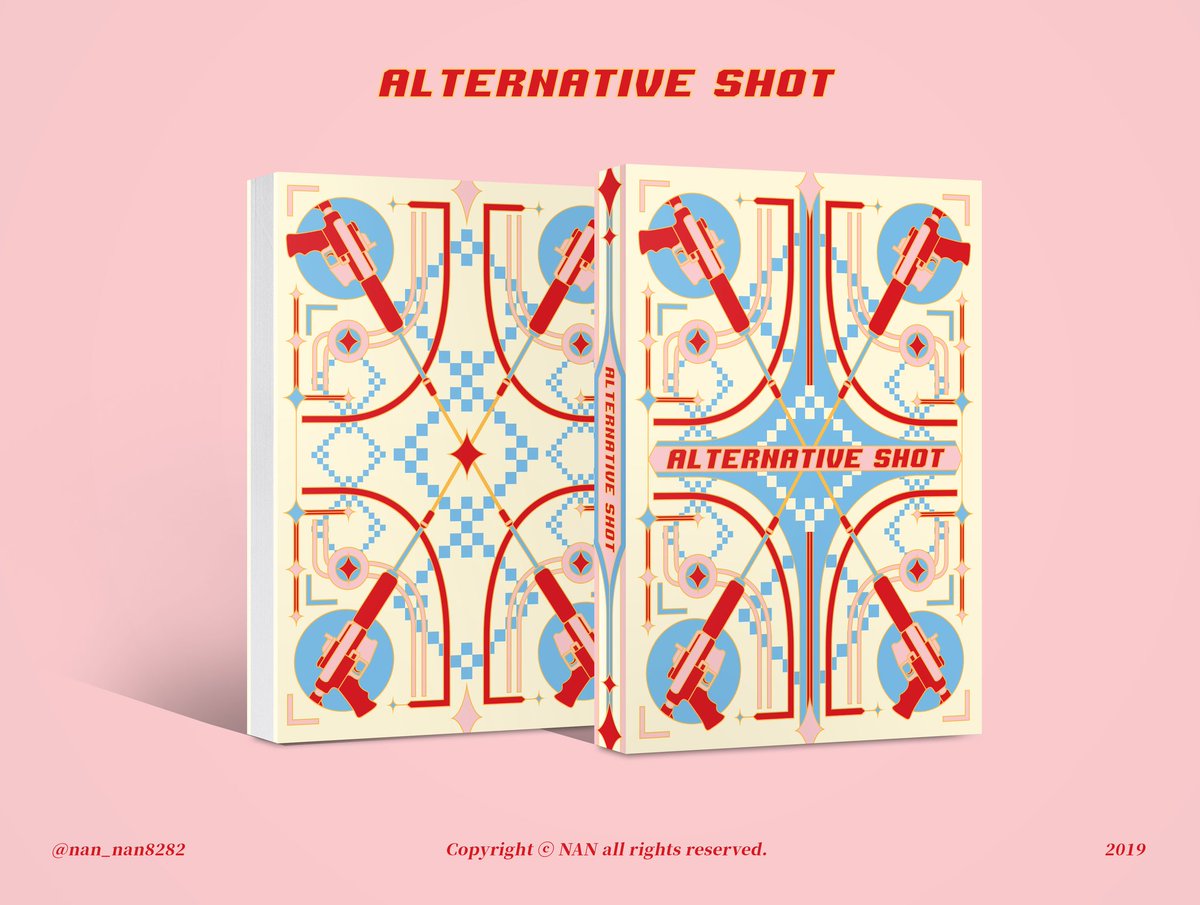 ALTERNATIVE SHOT
ALTERNATIVE SHOT
ALTERNATIVE SHOT
@nan_nan8282
Copyright ⓒ NAN all rights reserved.
2019